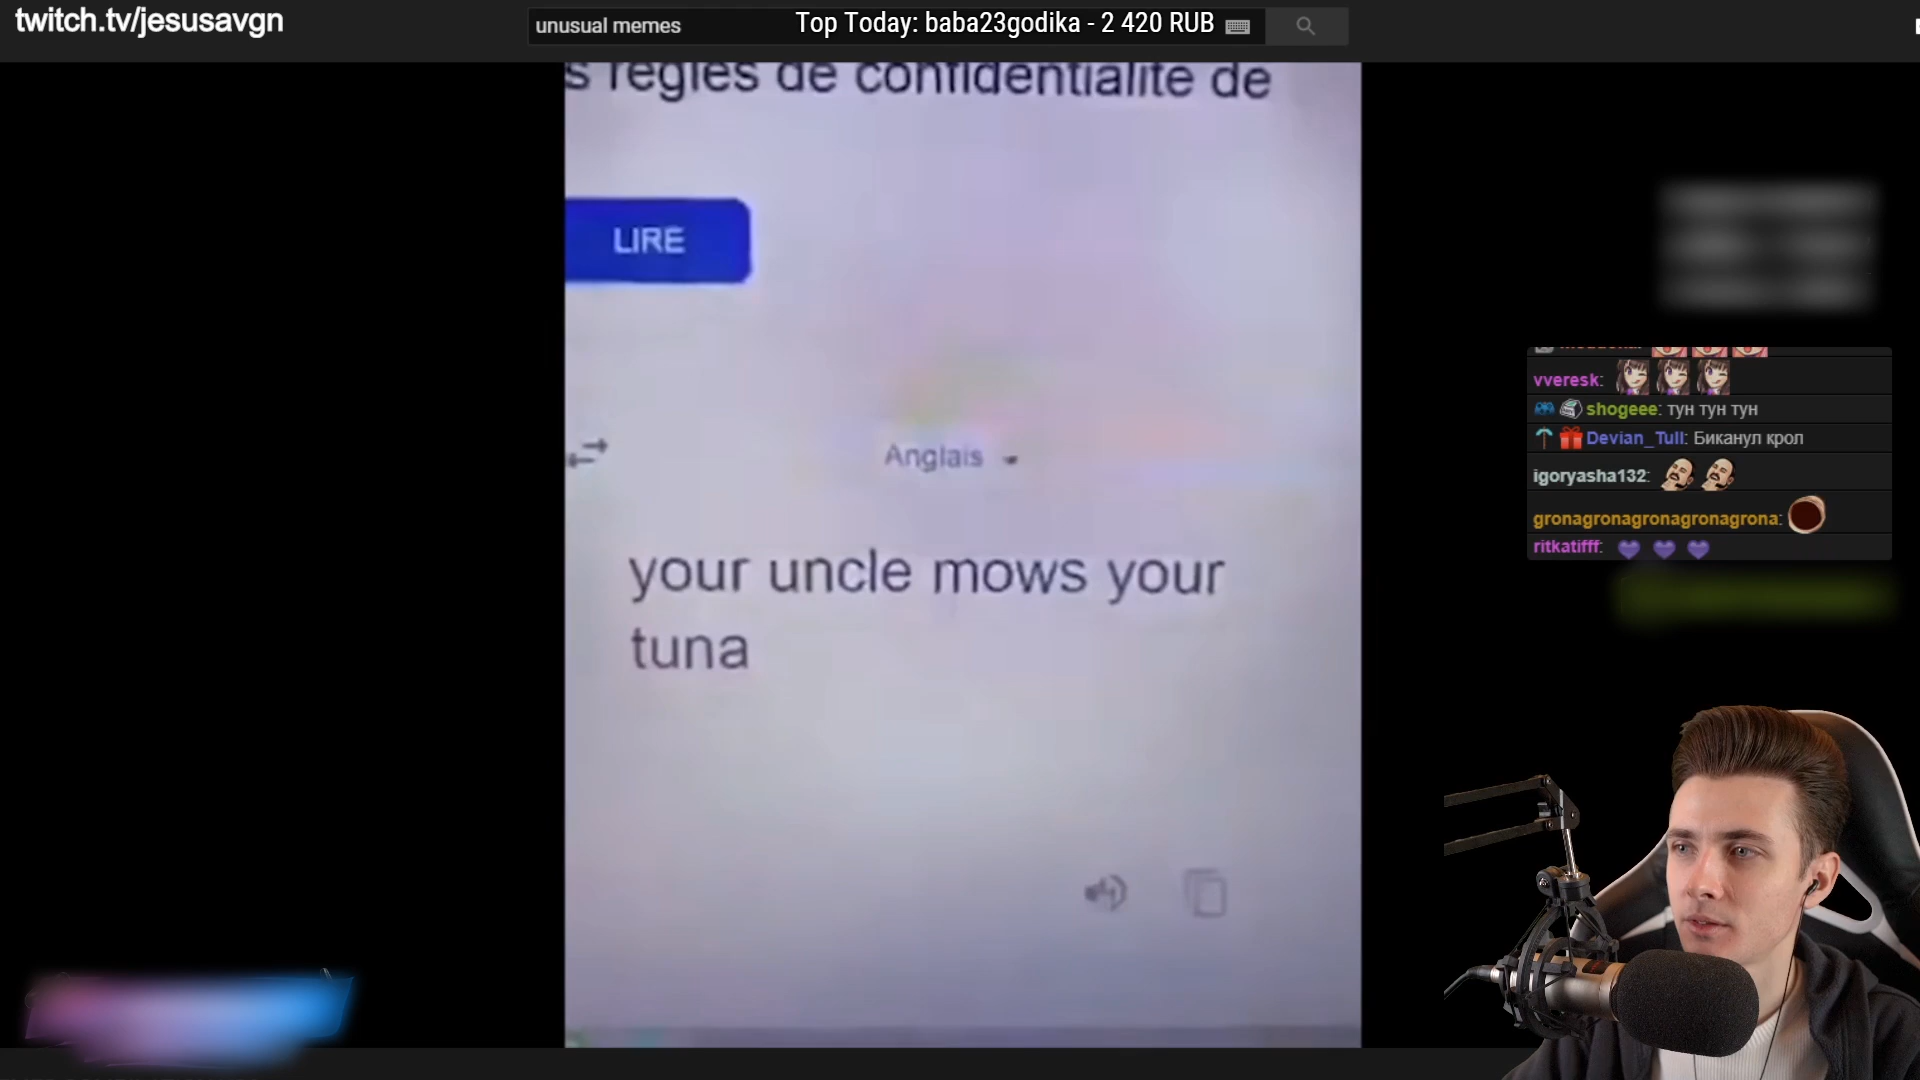 twitch.tv/jesusavgn
unusual memes
Top Today: baba23godika - 2 420 RUB
s règles de confidentialité de
LIRE
Anglais
your uncle mows your
tuna
vveresk:
shogeee: тун тун тун
Devian_Tull: Биканул крол
igoryasha132:
gronagronagronagronagrona:
ritkatifff: